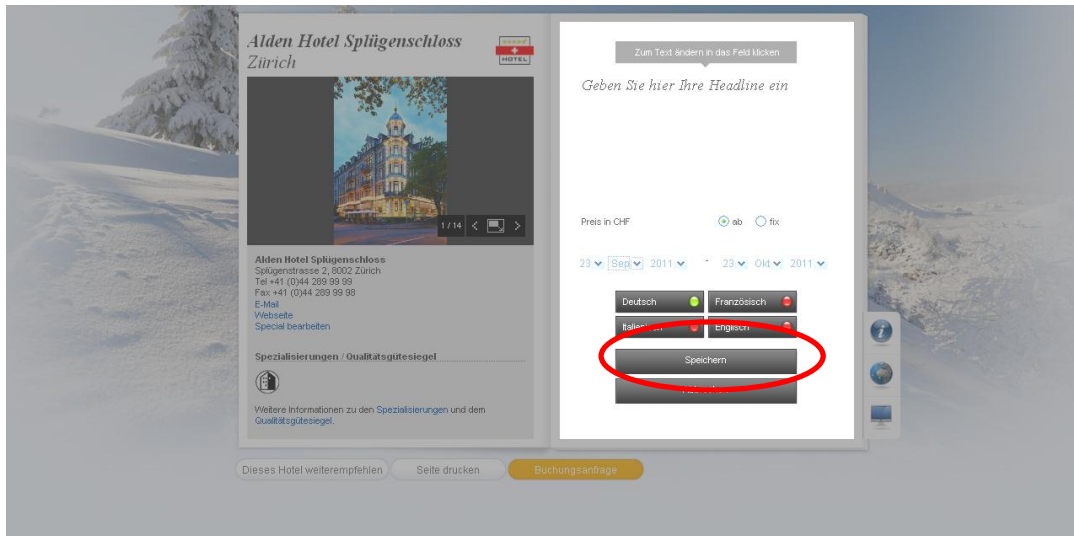 Alden Hotel Splügenschloss
Zürich
HOTEL
1 / 14
Alden Hotel Splügenschloss
Splügenstrasse 2, 8002 Zürich
Tel +41 (0)44 289 99 99
Fax +41 (0)44 289 99 98
E-Mail
Webseite
Special bearbeiten
Spezialisierungen / Qualitätsgütesiegel
Weitere Informationen zu den Spezialisierungen und dem
Qualitätsgütesiegel.
Dieses Hotel weiterempfehlen
Seite drucken
Buchungsanfrage
Zum Text ändern in das Feld klicken
Geben Sie hier Ihre Headline ein
Preis in CHF ab fix
23 Sep 2011 - 23 Okt 2011
Deutsch Französisch
Englisch
Speichern